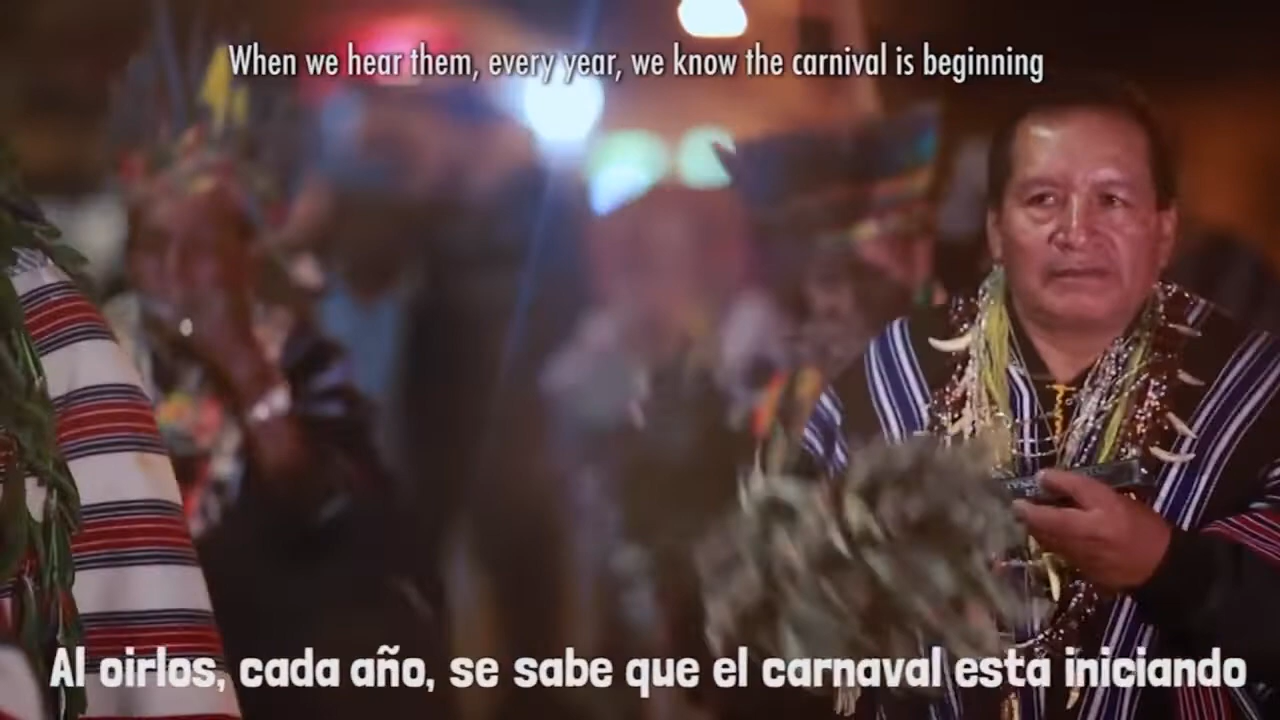 When we hear them, every year, we know the carnival is beginning
Al oirlos, cada año, se sabe que el carnaval esta iniciando